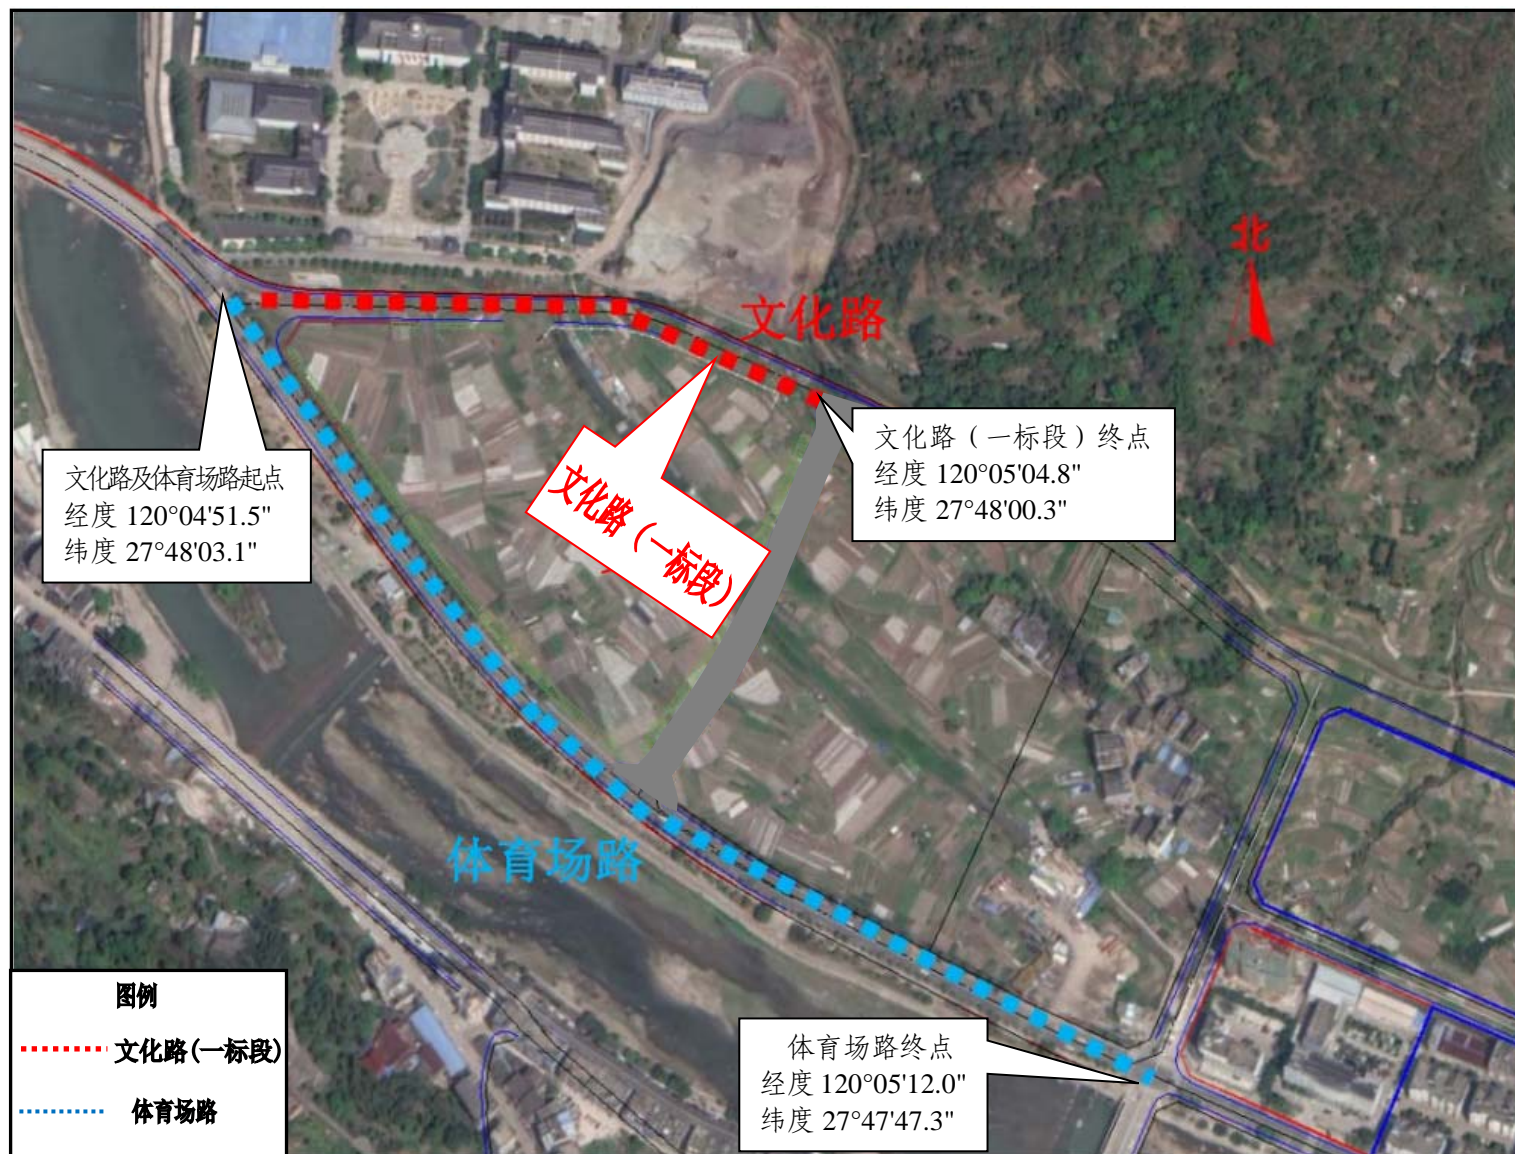 北
文化路
文化路（一标段）终点
经度 120°05'04.8"
纬度 27°48'00.3"
文化路及体育场路起点
经度 120°04'51.5"
纬度 27°48'03.1"
文化路（一标段）
体育场路
图例
文化路(一标段)
体育场路
体育场路终点
经度 120°05'12.0"
纬度 27°47'47.3"